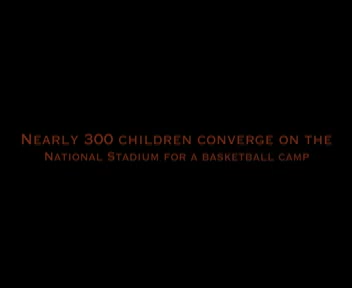 Nearly 300 children converge on the
National Stadium for a basketball camp